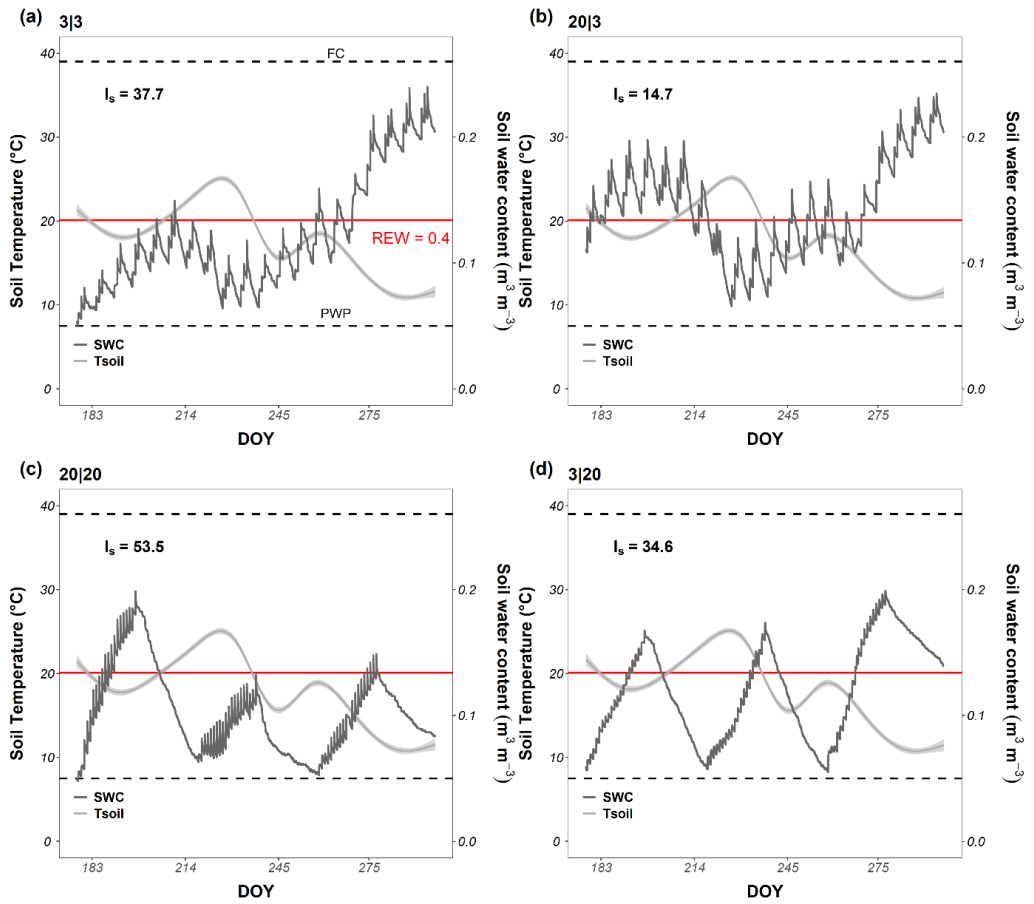 (a) 3|3
40
30
20
10
0
Soil Temperature (°C)
FC
Is = 37.7
REW = 0.4
PWP
SWC
Tsoil
0.2
0.1
0.0
Soil water content (m³ m⁻³)
183 214 245 275
DOY
(b) 20|3
40
30
20
10
0
Soil Temperature (°C)
Is = 14.7
SWC
Tsoil
0.2
0.1
0.0
Soil water content (m³ m⁻³)
183 214 245 275
DOY
(c) 20|20
40
30
20
10
0
Soil Temperature (°C)
Is = 53.5
SWC
Tsoil
0.2
0.1
0.0
Soil water content (m³ m⁻³)
183 214 245 275
DOY
(d) 3|20
40
30
20
10
0
Soil Temperature (°C)
Is = 34.6
SWC
Tsoil
0.2
0.1
0.0
Soil water content (m³ m⁻³)
183 214 245 275
DOY